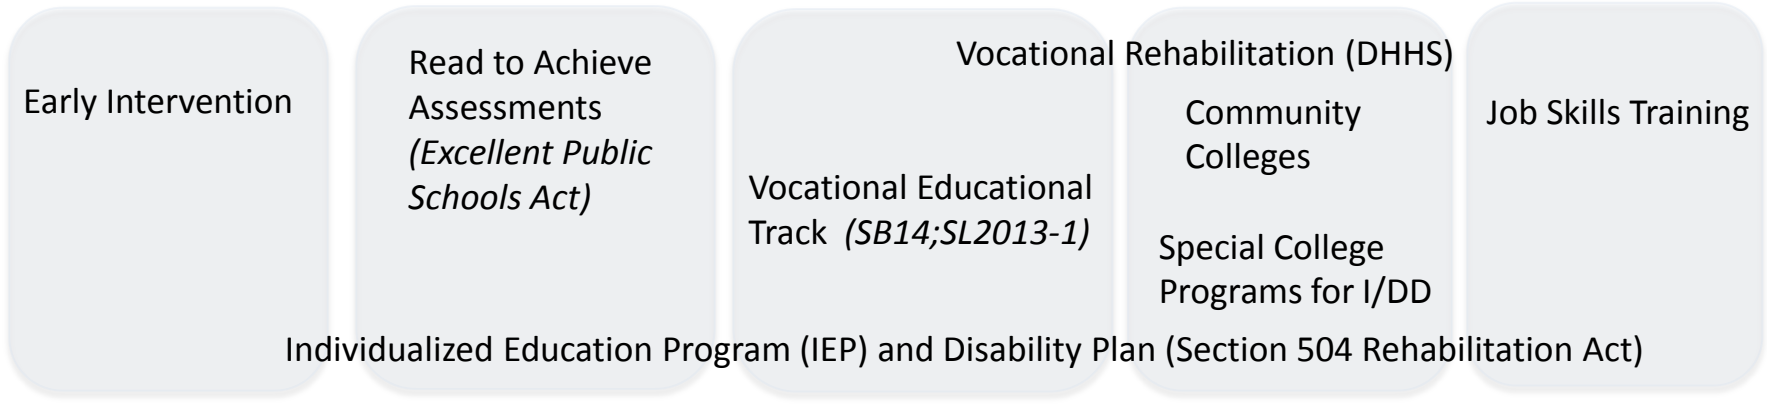 Early Intervention
Read to Achieve
Assessments
(Excellent Public
Schools Act)
Vocational Educational
Track (SB14;SL2013-1)
Vocational Rehabilitation (DHHS)
Community
Colleges
Special College
Programs for I/DD
Job Skills Training
Individualized Education Program (IEP) and Disability Plan (Section 504 Rehabilitation Act)